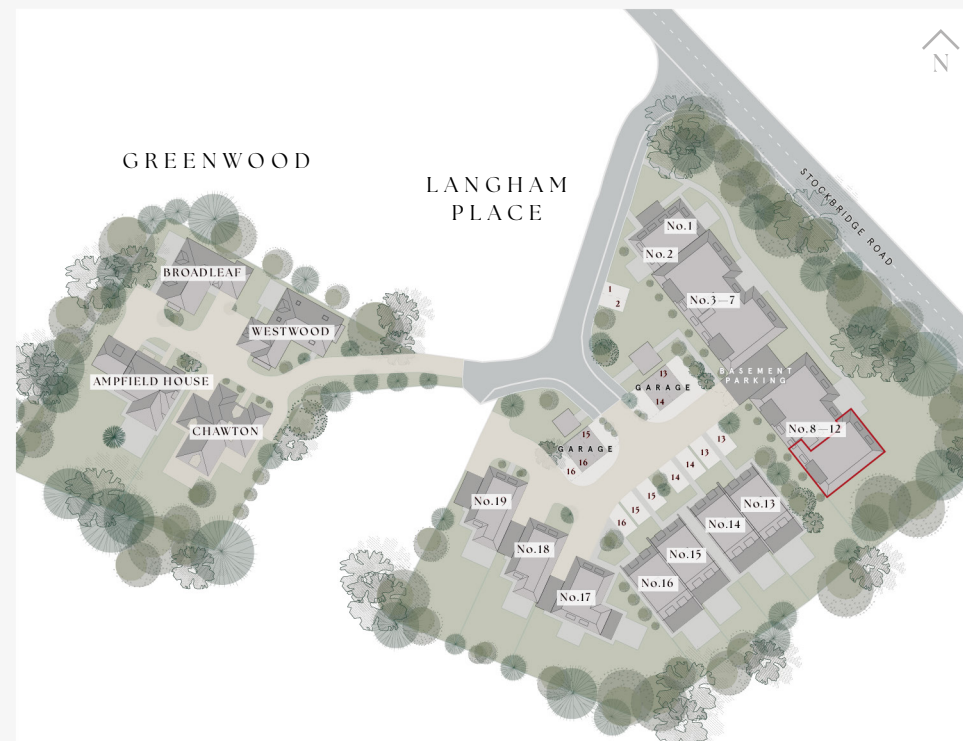 N
GREENWOOD
LANGHAM
PLACE
STOCKBRIDGE ROAD
No.1
No.2
No.3—7
1
2
BROADLEAF
WESTWOOD
AMPFIELD HOUSE
CHAWTON
13
GARAGE
14
BASEMENT
PARKING
No.8—12
15
GARAGE
16
16
13
13
14
14
15
15
16
No.13
No.14
No.15
No.16
No.19
No.18
No.17